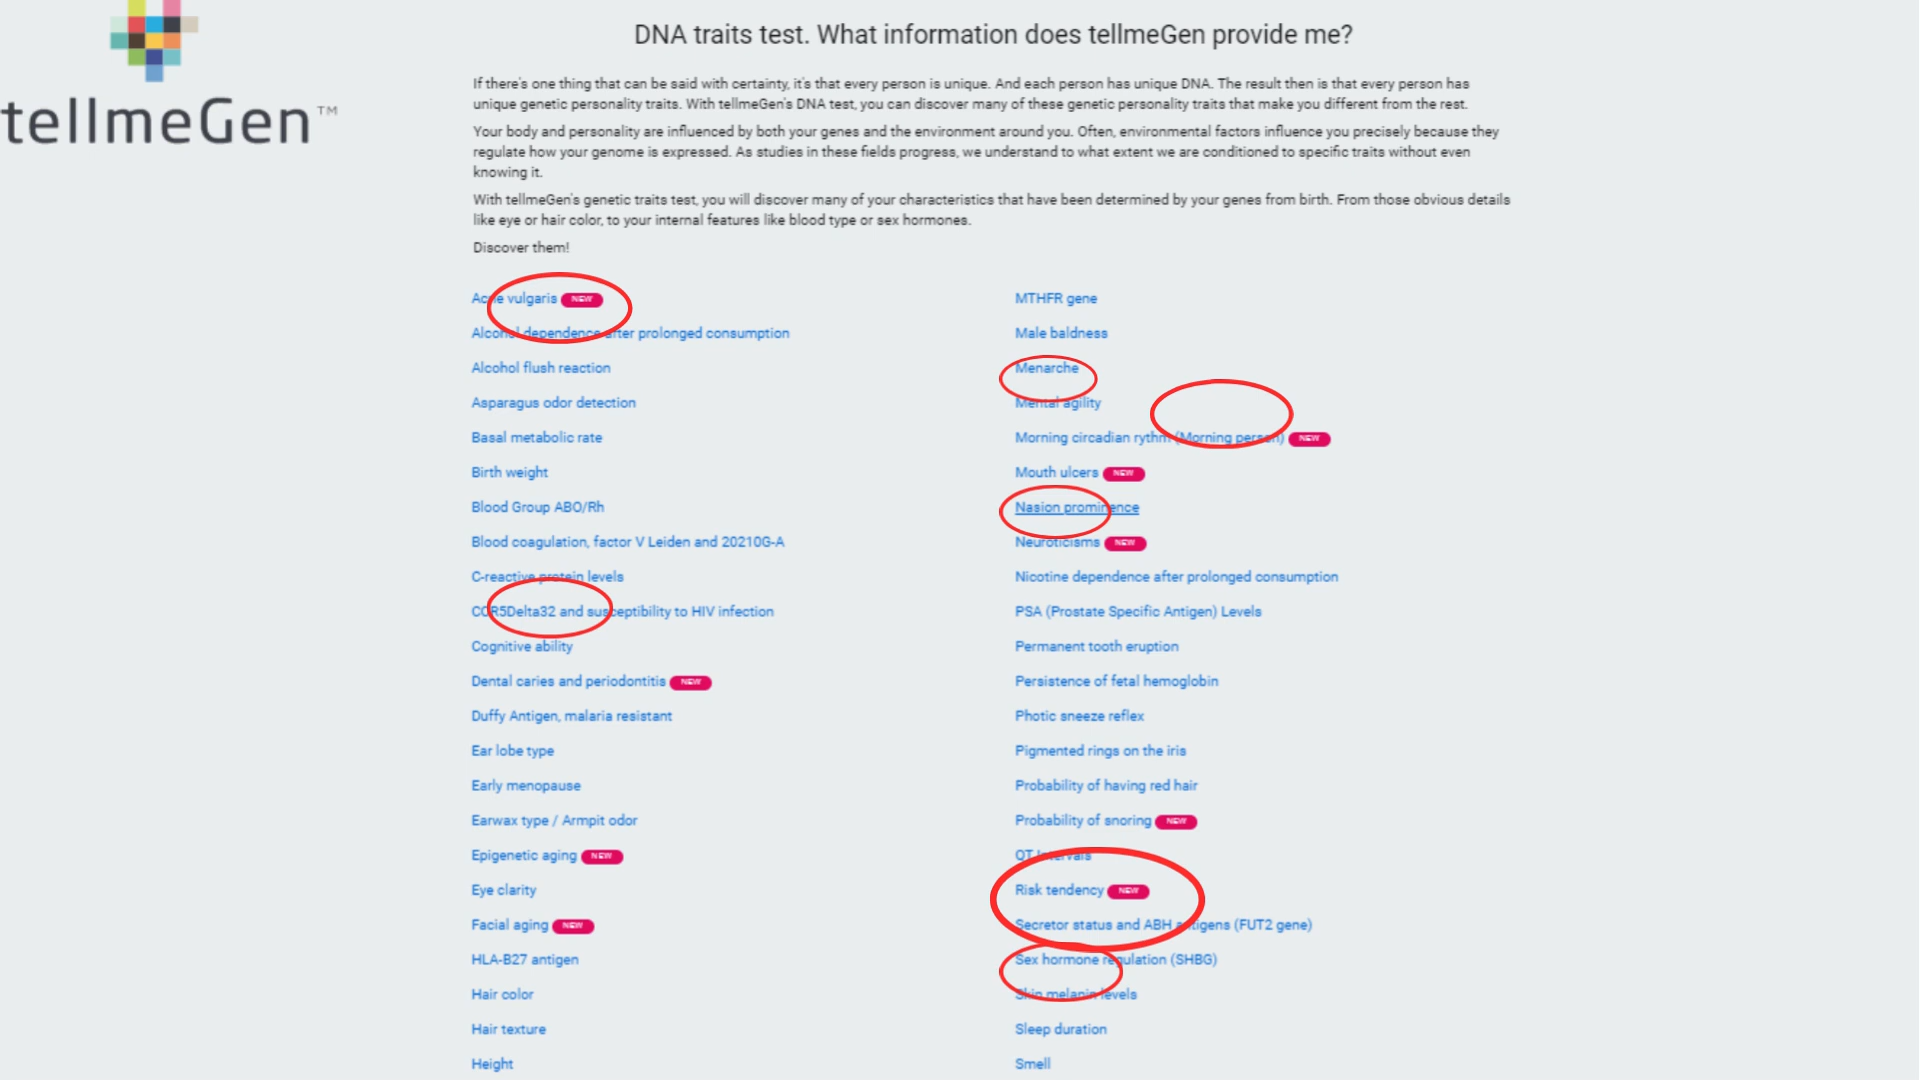 tellmeGen™
DNA traits test. What information does tellmeGen provide me?
If there's one thing that can be said with certainty, it's that every person is unique. And each person has unique DNA. The result then is that every person has
unique genetic personality traits. With tellmeGen's DNA test, you can discover many of these genetic personality traits that make you different from the rest.
Your body and personality are influenced by both your genes and the environment around you. Often, environmental factors influence you precisely because they
regulate how your genome is expressed. As studies in these fields progress, we understand to what extent we are conditioned to specific traits without even
knowing it.
With tellmeGen's genetic traits test, you will discover many of your characteristics that have been determined by your genes from birth. From those obvious details
like eye or hair color, to your internal features like blood type or sex hormones.
Discover them!
Acne vulgaris NEW
Alcohol dependence after prolonged consumption
Alcohol flush reaction
Asparagus odor detection
Basal metabolic rate
Birth weight
Blood Group ABO/Rh
Blood coagulation, factor V Leiden and 20210G-A
C-reactive protein levels
CCR5Delta32 and susceptibility to HIV infection
Cognitive ability
Dental caries and periodontitis NEW
Duffy Antigen, malaria resistant
Ear lobe type
Early menopause
Earwax type / Armpit odor
Epigenetic aging NEW
Eye clarity
Facial aging NEW
HLA-B27 antigen
Hair color
Hair texture
Height
MTHFR gene
Male baldness
Menarche
Mental agility
Morning circadian rythm (Morning person) NEW
Mouth ulcers NEW
Nasion prominence
Neuroticisms NEW
Nicotine dependence after prolonged consumption
PSA (Prostate Specific Antigen) Levels
Permanent tooth eruption
Persistence of fetal hemoglobin
Photic sneeze reflex
Pigmented rings on the iris
Probability of having red hair
Probability of snoring NEW
QT Intervals
Risk tendency NEW
Secretor status and ABH antigens (FUT2 gene)
Sex hormone regulation (SHBG)
Skin melanin levels
Sleep duration
Smell